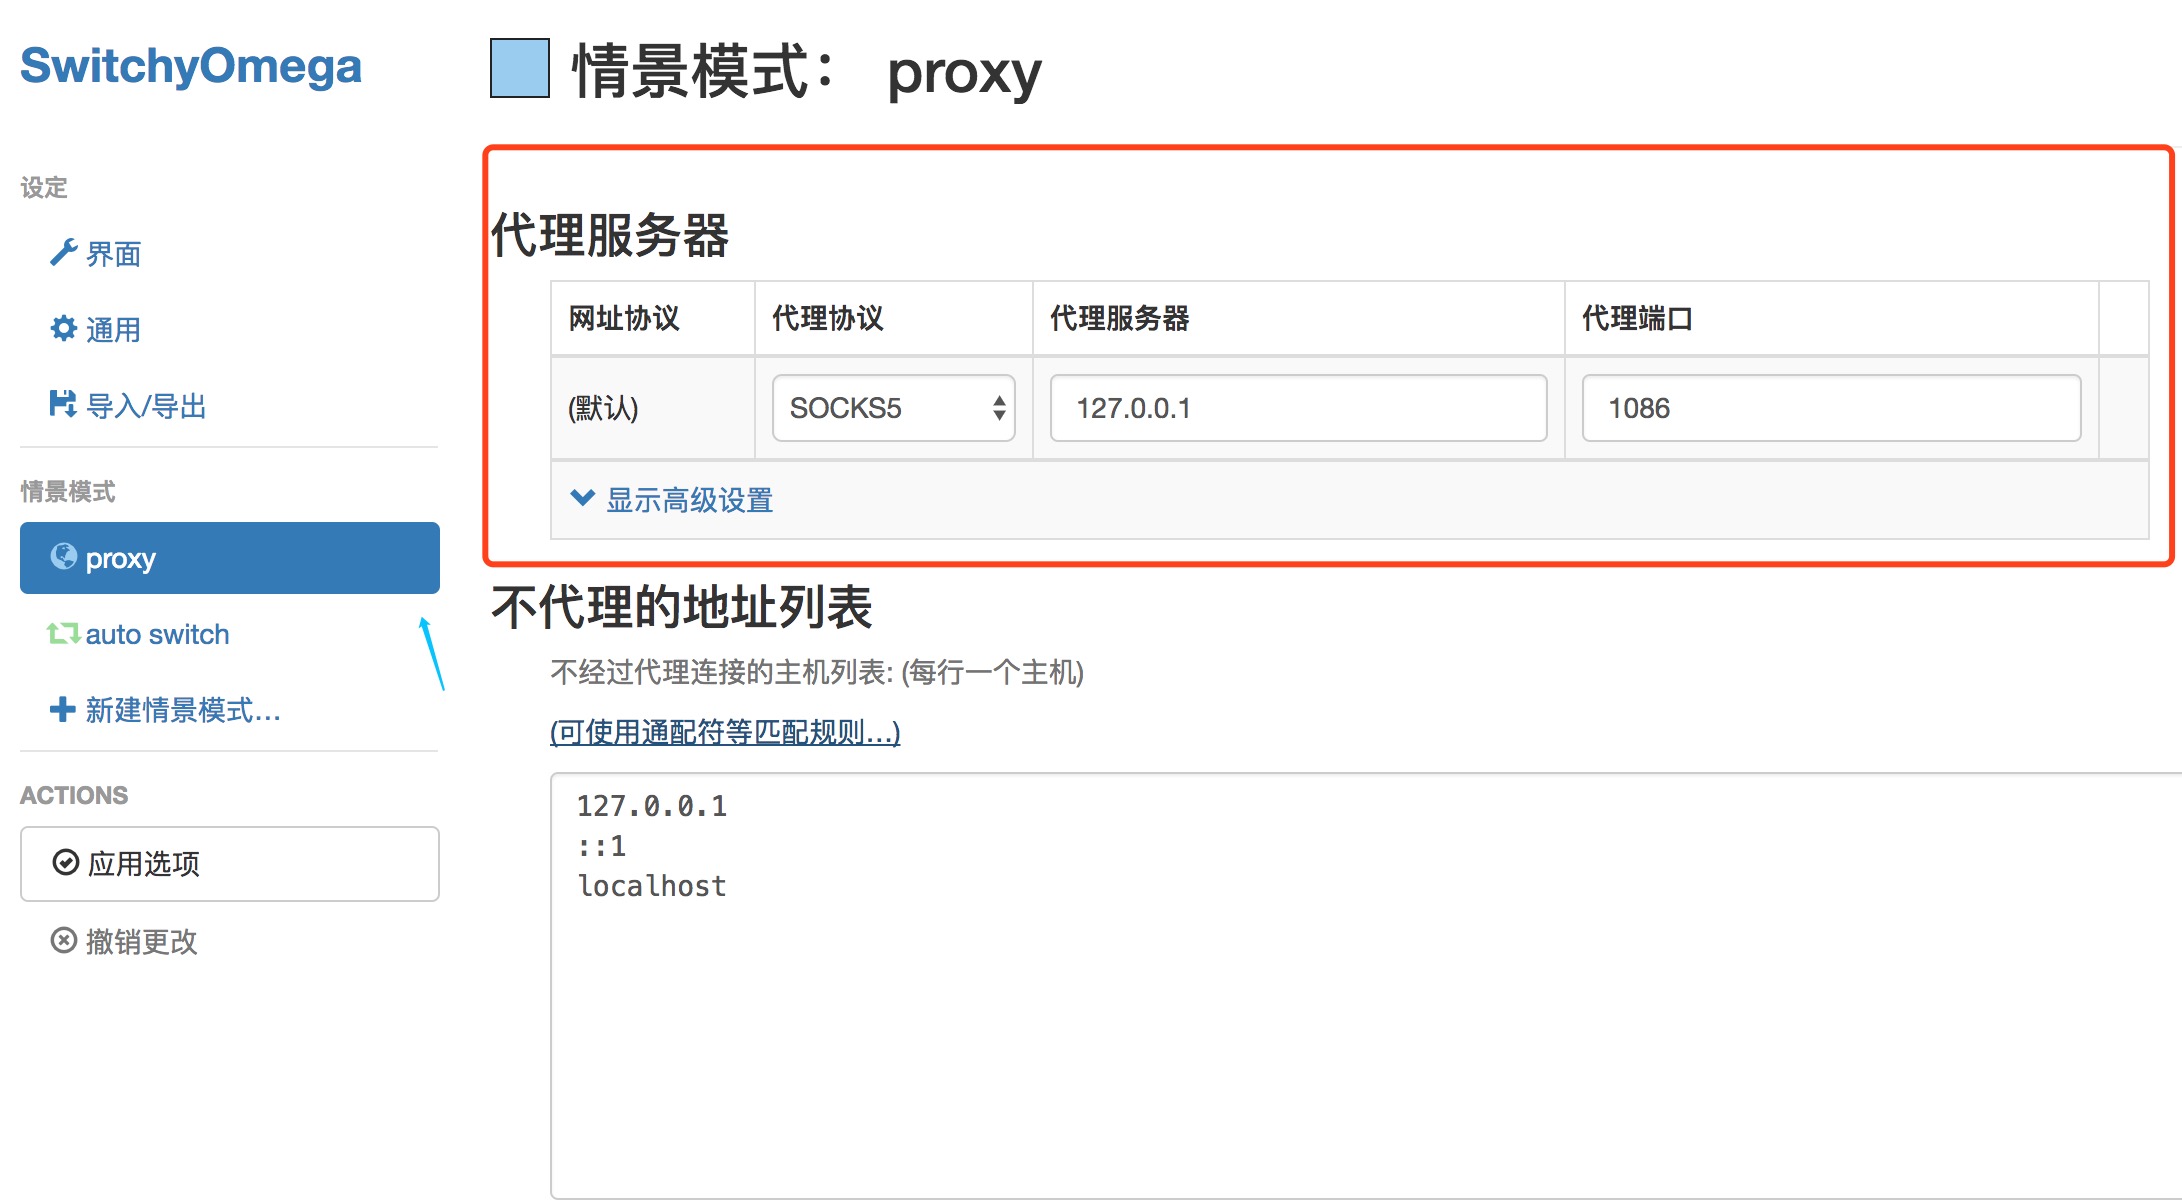 SwitchyOmega
设定
界面
通用
导入/导出
情景模式
proxy
auto switch
新建情景模式...
ACTIONS
应用选项
撤销更改
情景模式： proxy
代理服务器
网址协议 代理协议 代理服务器 代理端口
(默认) SOCKS5 127.0.0.1 1086
显示高级设置
不代理的地址列表
不经过代理连接的主机列表: (每行一个主机)
(可使用通配符等匹配规则...)
127.0.0.1
::1
localhost